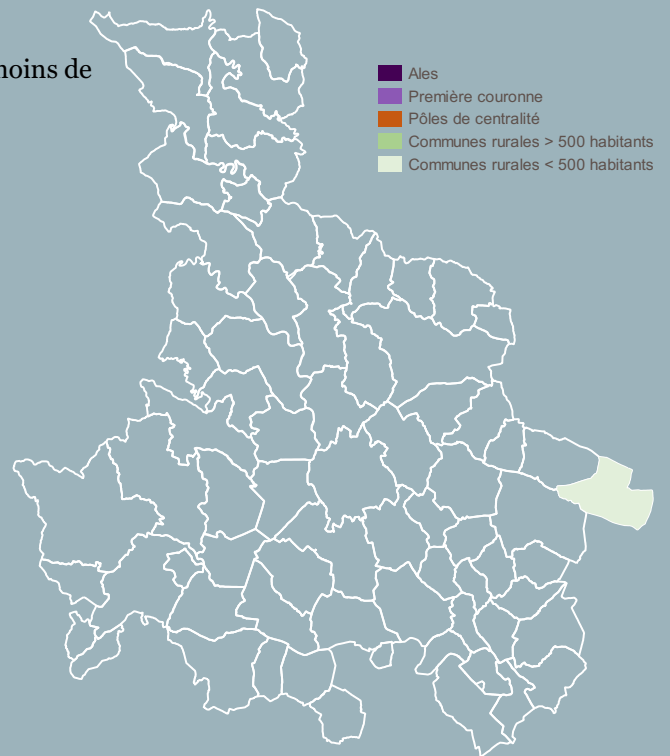 moins de
Ales
Première couronne
Pôles de centralité
Communes rurales > 500 habitants
Communes rurales < 500 habitants